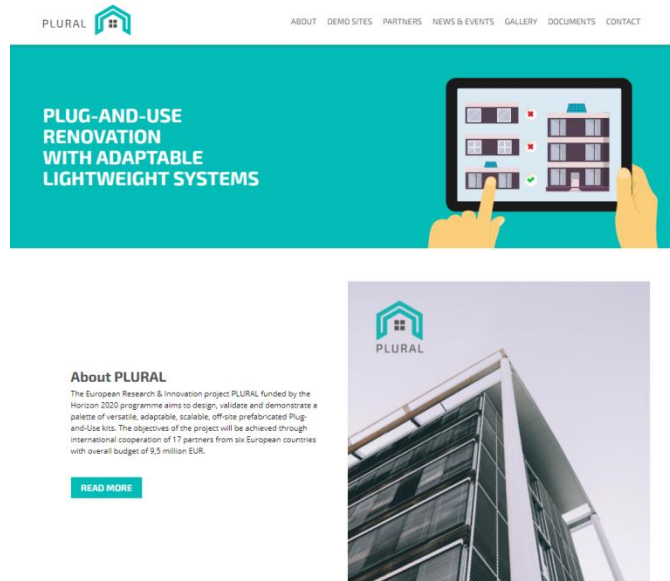 PLURAL
ABOUT DEMO SITES PARTNERS NEWS & EVENTS GALLERY DOCUMENTS CONTACT
PLUG-AND-USE
RENOVATION
WITH ADAPTABLE
LIGHTWEIGHT SYSTEMS
PLURAL
About PLURAL
The European Research & Innovation project PLURAL funded by the
Horizon 2020 programme aims to design, validate and demonstrate a
palette of versatile, adaptable, scalable, off-site prefabricated Plug-
and-Use kits. The objectives of the project will be achieved through
international cooperation of 17 partners from six European countries
with overall budget of 9,5 million EUR.
READ MORE